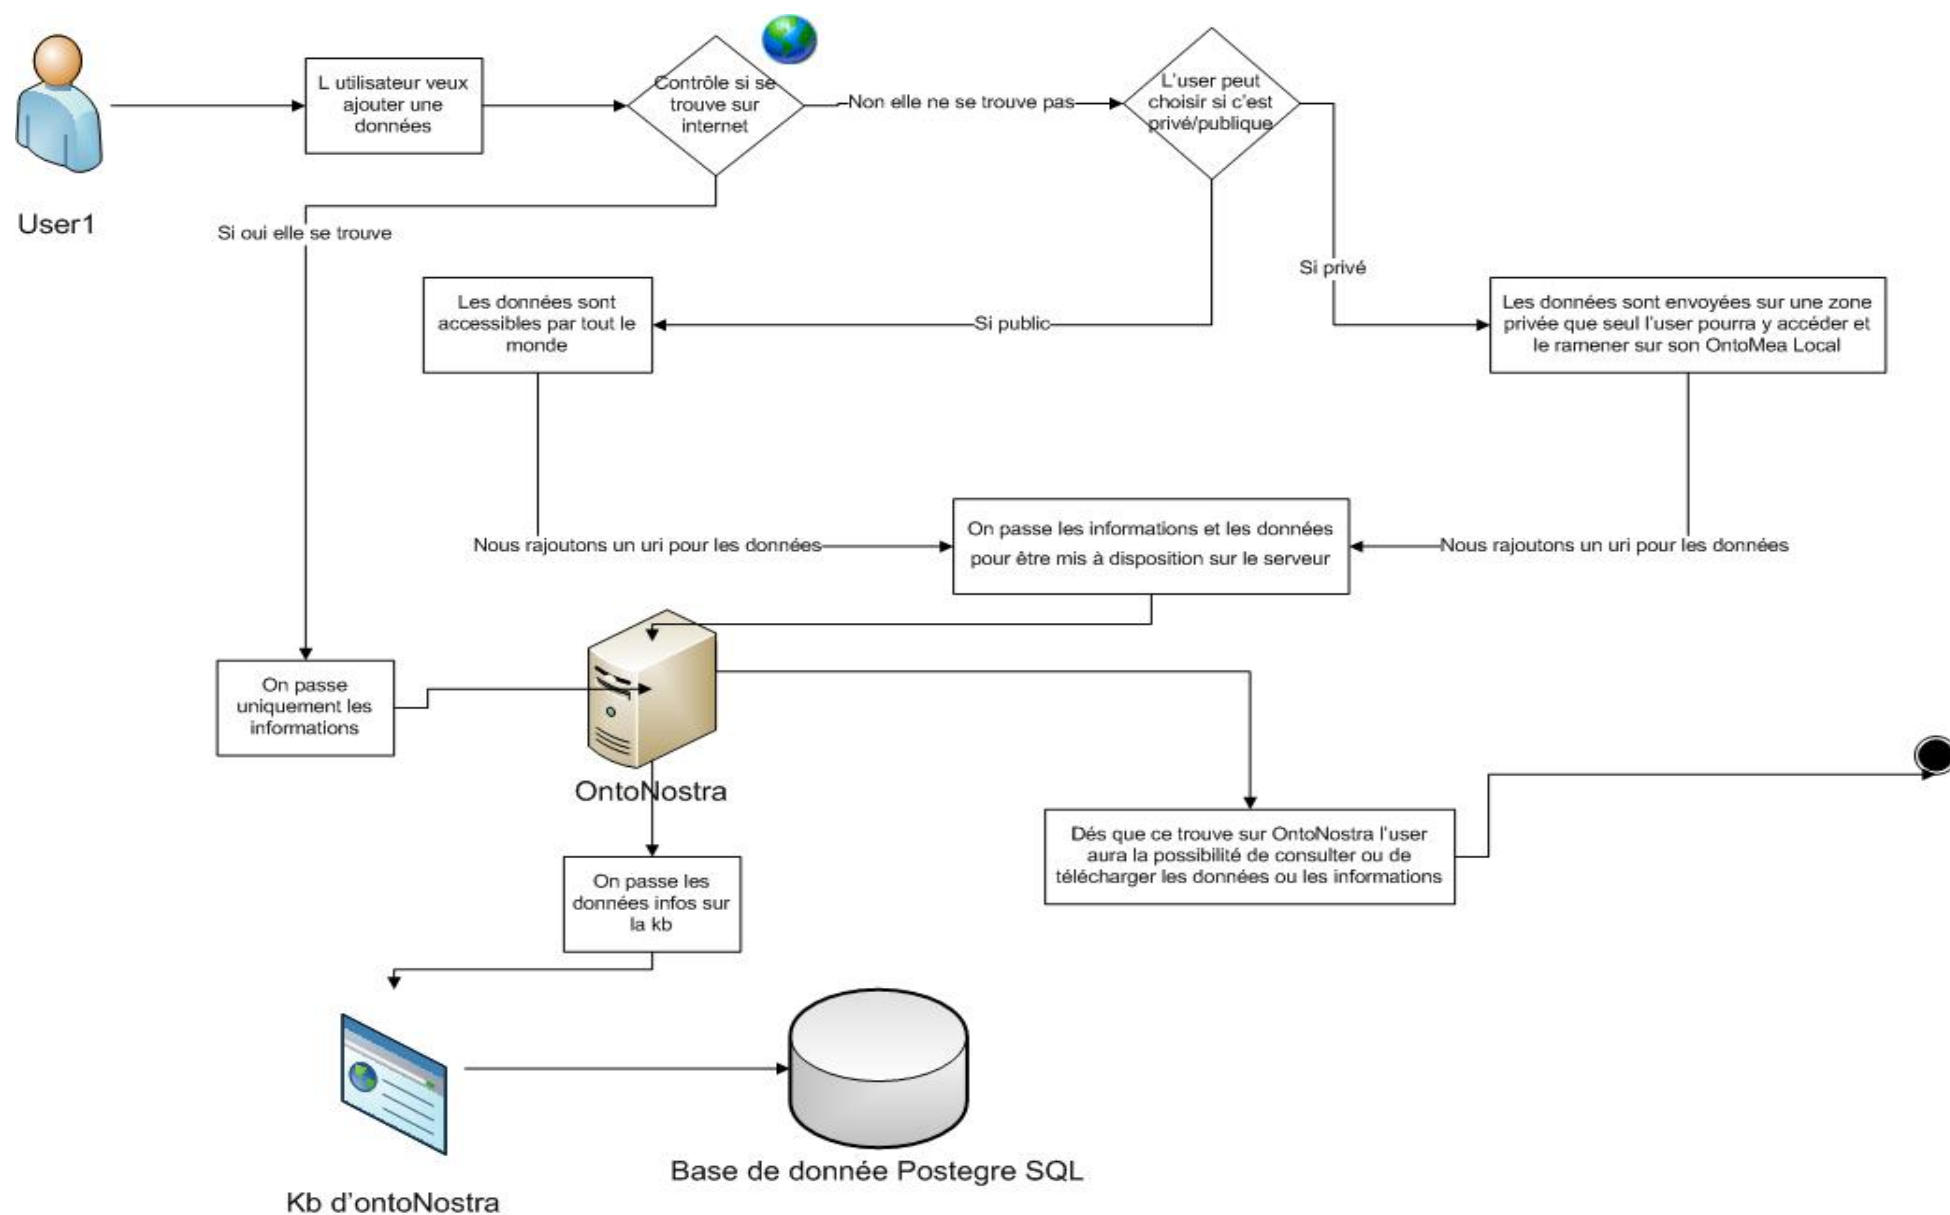 L utilisateur veux
ajouter une
données
Contrôle si se
trouve sur
internet
Non elle ne se trouve pas
L'user peut
choisir si c'est
privé/publique
User1
Si oui elle se trouve
Si privé
Les données sont
accessibles par tout le
monde
Si public
Les données sont envoyées sur une zone
privée que seul l'user pourra y accéder et
le ramener sur son OntoMea Local
Nous rajoutons un uri pour les données
On passe les informations et les données
pour être mis à disposition sur le serveur
Nous rajoutons un uri pour les données
On passe
uniquement les
informations
OntoNostra
Dés que ce trouve sur OntoNostra l'user
aura la possibilité de consulter ou de
télécharger les données ou les informations
On passe les
données infos sur
la kb
Base de donnée Postegre SQL
Kb d'ontoNostra